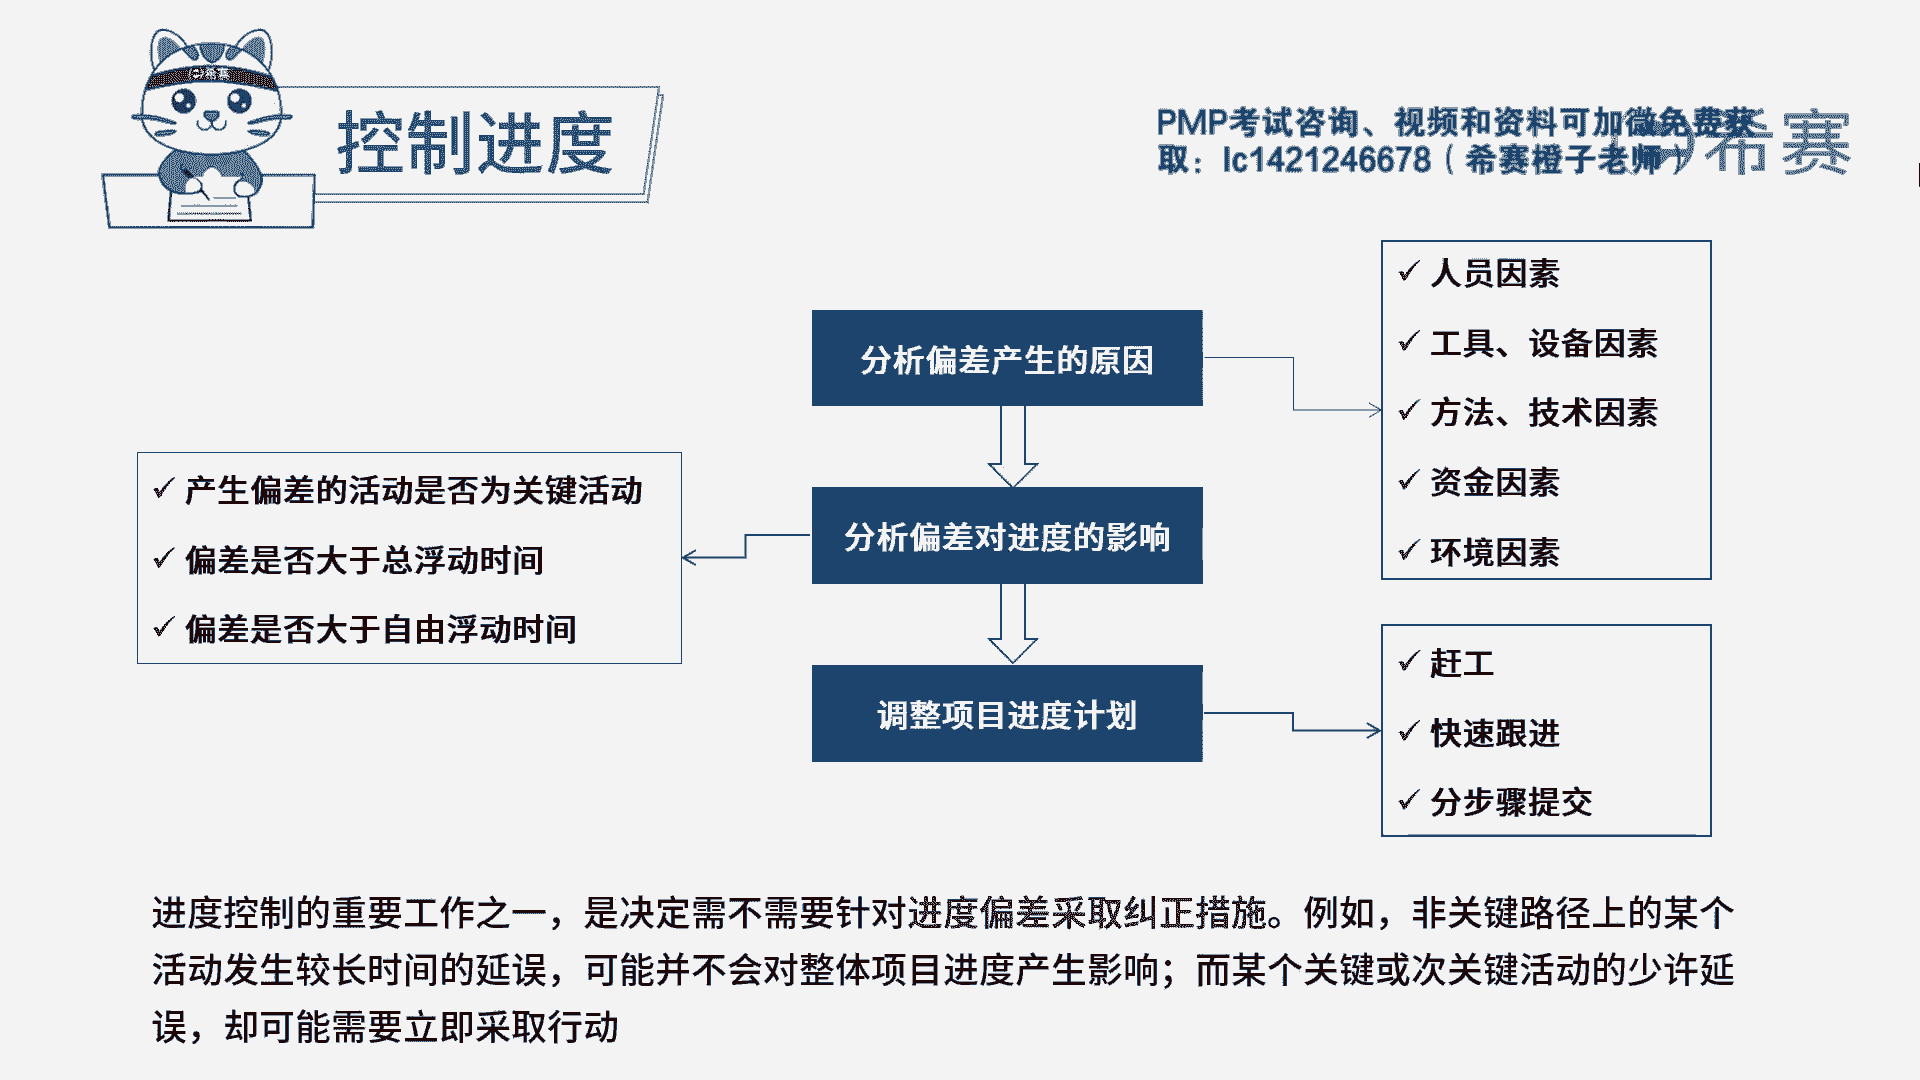 希赛
控制进度
PMP考试咨询、视频和资料可加微免费获
取：lc1421246678（希赛橙子老师）
希赛
分析偏差产生的原因
人员因素
工具、设备因素
方法、技术因素
资金因素
环境因素
产生偏差的活动是否为关键活动
偏差是否大于总浮动时间
偏差是否大于自由浮动时间
分析偏差对进度的影响
调整项目进度计划
赶工
快速跟进
分步骤提交
进度控制的重要工作之一，是决定需不需要针对进度偏差采取纠正措施。例如，非关键路径上的某个
活动发生较长时间的延误，可能并不会对整体项目进度产生影响；而某个关键或次关键活动的少许延
误，却可能需要立即采取行动